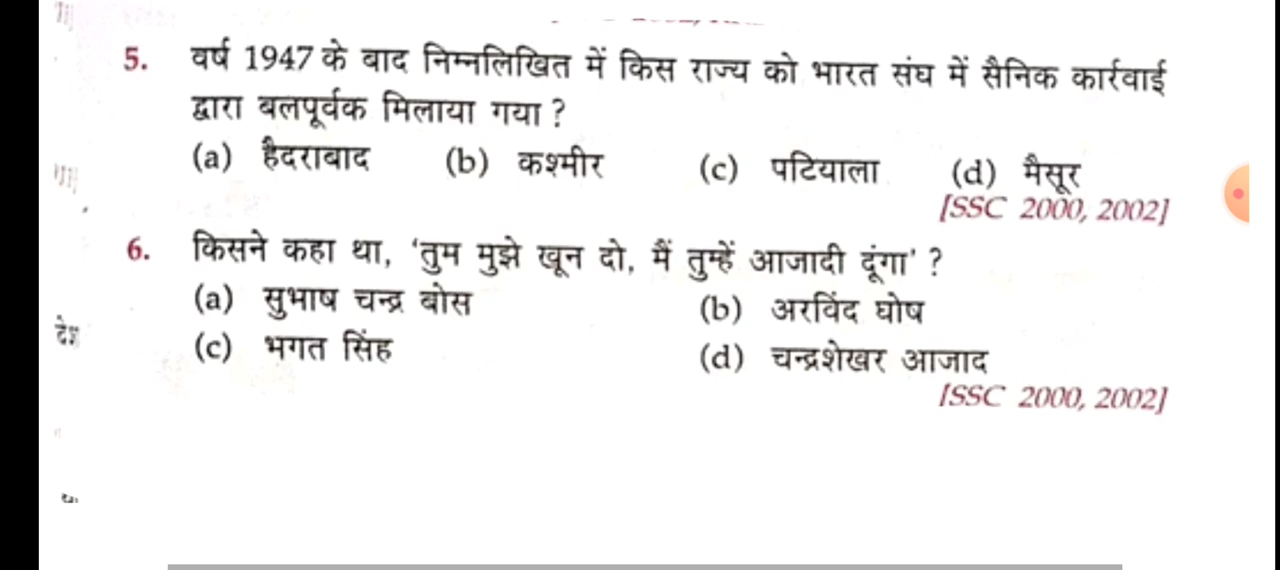 5. वर्ष 1947 के बाद निम्नलिखित में किस राज्य को भारत संघ में सैनिक कार्रवाई
द्वारा बलपूर्वक मिलाया गया ?
(a) हैदराबाद (b) कश्मीर (c) पटियाला (d) मैसूर
[SSC 2000, 2002]
6. किसने कहा था, ‘तुम मुझे खून दो, मैं तुम्हें आजादी दूंगा’ ?
(a) सुभाष चन्द्र बोस (b) अरविंद घोष
(c) भगत सिंह (d) चन्द्रशेखर आजाद
[SSC 2000, 2002]